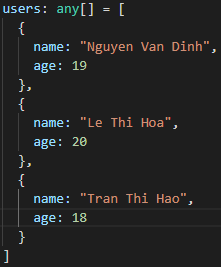 users: any[] = [
{
name: "Nguyen Van Dinh",
age: 19
},
{
name: "Le Thi Hoa",
age: 20
},
{
name: "Tran Thi Hao",
age: 18
}
]